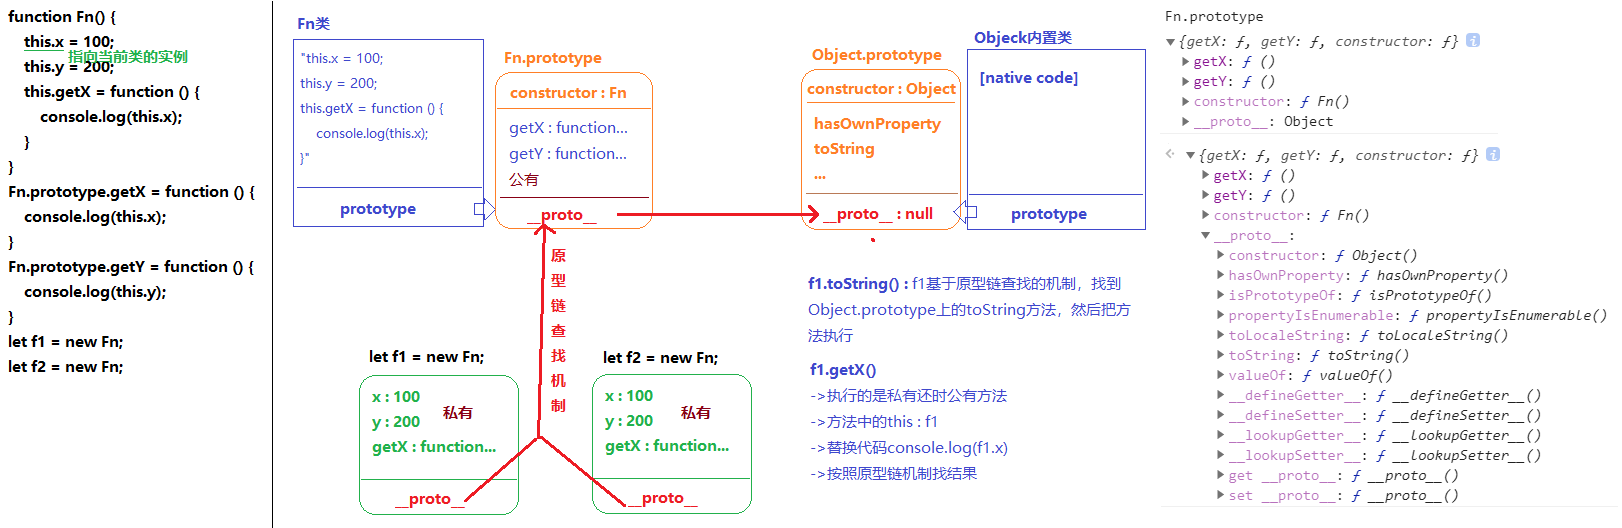 function Fn() {
this.x = 100;
指向当前类的实例
this.y = 200;
this.getX = function () {
console.log(this.x);
}
}
Fn.prototype.getX = function () {
console.log(this.x);
}
Fn.prototype.getY = function () {
console.log(this.y);
}
let f1 = new Fn;
let f2 = new Fn;
Fn类
"this.x = 100;
this.y = 200;
this.getX = function () {
console.log(this.x);
}"
prototype
Fn.prototype
constructor : Fn
getX : function...
getY : function...
公有
__proto__
Object.prototype
constructor : Object
hasOwnProperty
toString
...
__proto__ : null
Objeck内置类
[native code]
prototype
原型链查找机制
let f1 = new Fn;
x : 100
y : 200
私有
getX : function...
__proto__
let f2 = new Fn;
x : 100
y : 200
私有
getX : function...
__proto__
f1.toString() : f1基于原型链查找的机制，找到
Object.prototype上的toString方法，然后把方
法执行
f1.getX()
->执行的是私有还时公有方法
->方法中的this : f1
->替换代码console.log(f1.x)
->按照原型链机制找结果
Fn.prototype
▼{getX: ƒ, getY: ƒ, constructor: ƒ} i
▶getX: ƒ ()
▶getY: ƒ ()
▶constructor: ƒ Fn()
▶__proto__: Object
▼{getX: ƒ, getY: ƒ, constructor: ƒ} i
▶getX: ƒ ()
▶getY: ƒ ()
▶constructor: ƒ Fn()
▼__proto__:
▶constructor: ƒ Object()
▶hasOwnProperty: ƒ hasOwnProperty()
▶isPrototypeOf: ƒ isPrototypeOf()
▶propertyIsEnumerable: ƒ propertyIsEnumerable()
▶toLocaleString: ƒ toLocaleString()
▶toString: ƒ toString()
▶valueOf: ƒ valueOf()
▶__defineGetter__: ƒ __defineGetter__()
▶__defineSetter__: ƒ __defineSetter__()
▶__lookupGetter__: ƒ __lookupGetter__()
▶__lookupSetter__: ƒ __lookupSetter__()
▶get __proto__: ƒ __proto__()
▶set __proto__: ƒ __proto__()